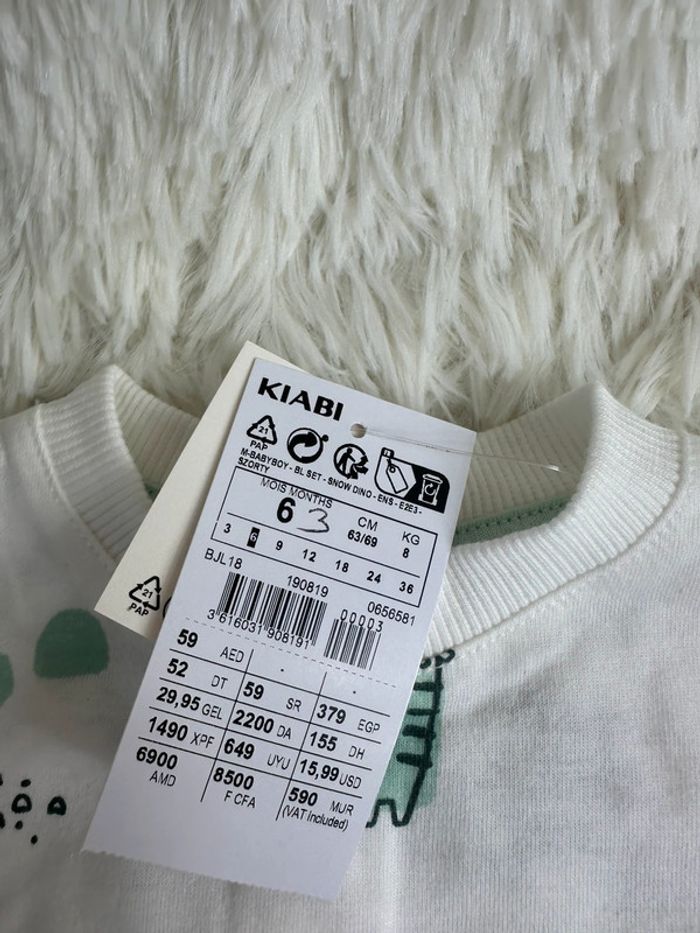 KIABI
21
PAP
FR
M-BABYBOY - BL SET - SNOW DINO - ENS - E2E3 -
SZORTY
MOIS MONTHS CM KG
6 3 63/69 8
3 6 9 12 18 24 36
BJL18 190819 0656581
00003
3 616031 908191
59 AED . .
52 DT 59 SR 379 EGP
29,95 GEL 2200 DA 155 DH
1490 XPF 649 UYU 15,99 USD
6900 AMD 8500 F CFA 590 MUR
(VAT included)
21
PAP